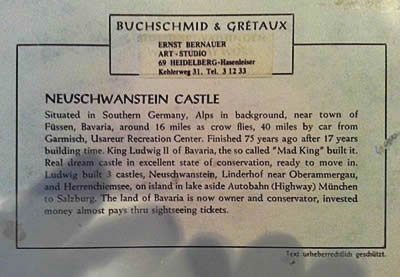 BUCHSCHMID & GRÉTAUX
ERNST BERNAUER
ART - STUDIO
69 HEIDELBERG-Hasenleiser
Kehlerweg 31, Tel. 3 12 33
NEUSCHWANSTEIN CASTLE
Situated in Southern Germany, Alps in background, near town of
Füssen, Bavaria, around 16 miles as crow flies, 40 miles by car from
Garmisch, Usareur Recreation Center. Finished 75 years ago after 17 years
building time. King Ludwig II of Bavaria, the so called "Mad King" built it.
Real dream castle in excellent state of conservation, ready to move in.
Ludwig built 3 castles, Neuschwanstein, Linderhof near Oberammergau,
and Herrenchiemsee, on island in lake aside Autobahn (Highway) München
to Salzburg. The land of Bavaria is now owner and conservator, invested
money almost pays thru sightseeing tickets.
Text urheberrechtlich geschützt.